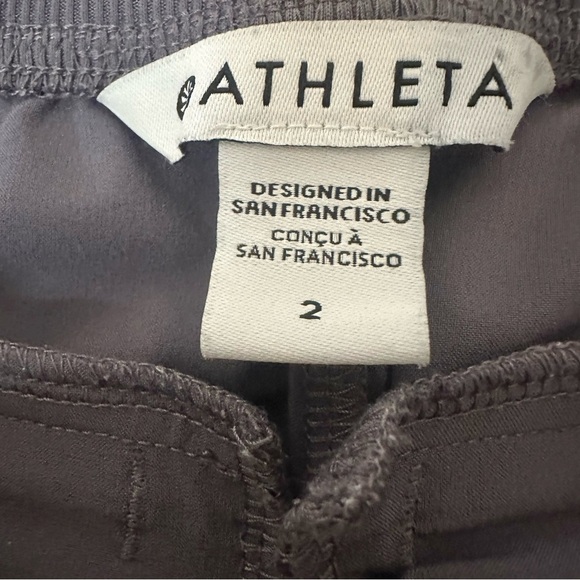 ATHLETA
DESIGNED IN
SAN FRANCISCO
CONÇU À
SAN FRANCISCO
2